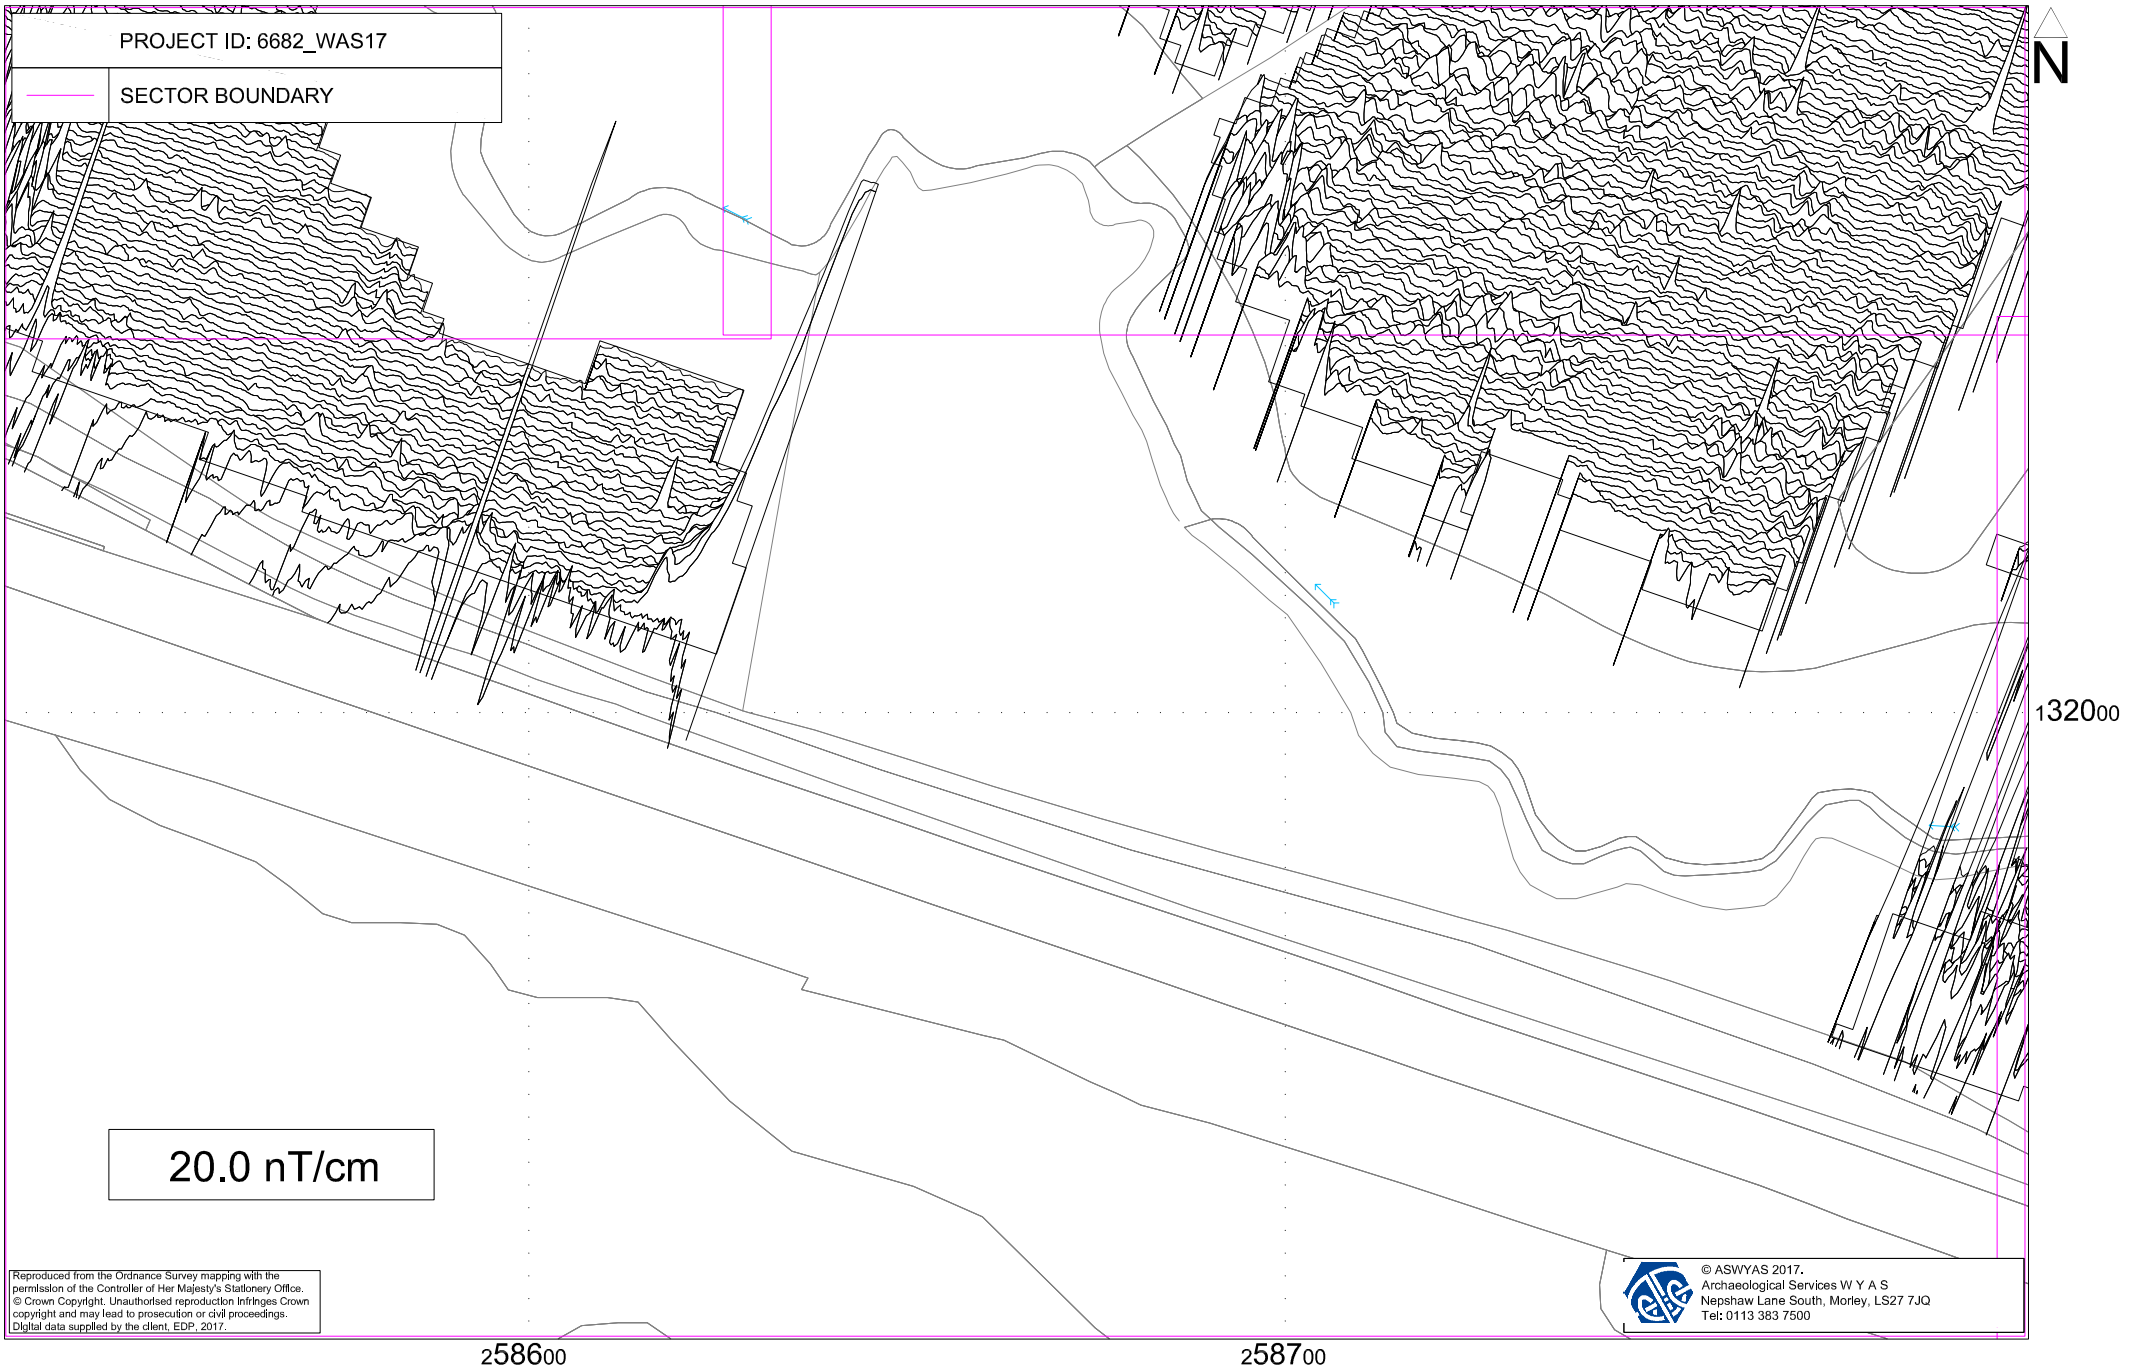 PROJECT ID: 6682_WAS17
SECTOR BOUNDARY
N
13200
20.0 nT/cm
Reproduced from the Ordnance Survey mapping with the
permission of the Controller of Her Majesty's Stationery Office.
© Crown Copyright. Unauthorised reproduction infringes Crown
copyright and may lead to prosecution or civil proceedings.
Digital data supplied by the client, EDP, 2017.
© ASWYAS 2017.
Archaeological Services W Y A S
Nepshaw Lane South, Morley, LS27 7JQ
Tel: 0113 383 7500
258600
258700